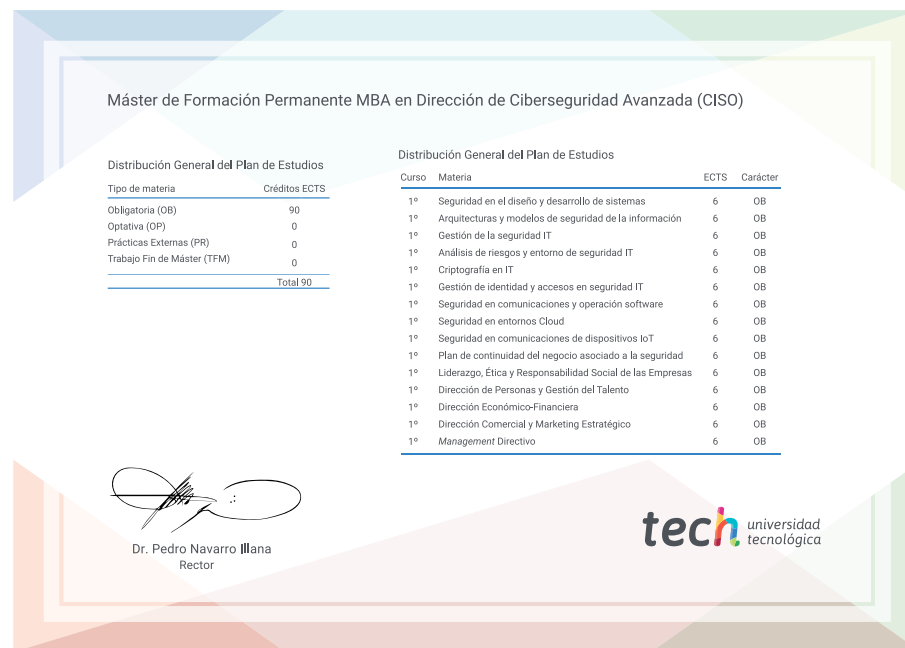 Máster de Formación Permanente MBA en Dirección de Ciberseguridad Avanzada (CISO)
Distribución General del Plan de Estudios
Tipo de materia Créditos ECTS
Obligatoria (OB) 90
Optativa (OP) 0
Prácticas Externas (PR) 0
Trabajo Fin de Máster (TFM) 0
Total 90
Distribución General del Plan de Estudios
Curso Materia ECTS Carácter
1º Seguridad en el diseño y desarrollo de sistemas 6 OB
1º Arquitecturas y modelos de seguridad de la información 6 OB
1º Gestión de la seguridad IT 6 OB
1º Análisis de riesgos y entorno de seguridad IT 6 OB
1º Criptografía en IT 6 OB
1º Gestión de identidad y accesos en seguridad IT 6 OB
1º Seguridad en comunicaciones y operación software 6 OB
1º Seguridad en entornos Cloud 6 OB
1º Seguridad en comunicaciones de dispositivos IoT 6 OB
1º Plan de continuidad del negocio asociado a la seguridad 6 OB
1º Liderazgo, Ética y Responsabilidad Social de las Empresas 6 OB
1º Dirección de Personas y Gestión del Talento 6 OB
1º Dirección Económico-Financiera 6 OB
1º Dirección Comercial y Marketing Estratégico 6 OB
1º Management Directivo 6 OB
Dr. Pedro Navarro Illana
Rector
tech universidad
tecnológica